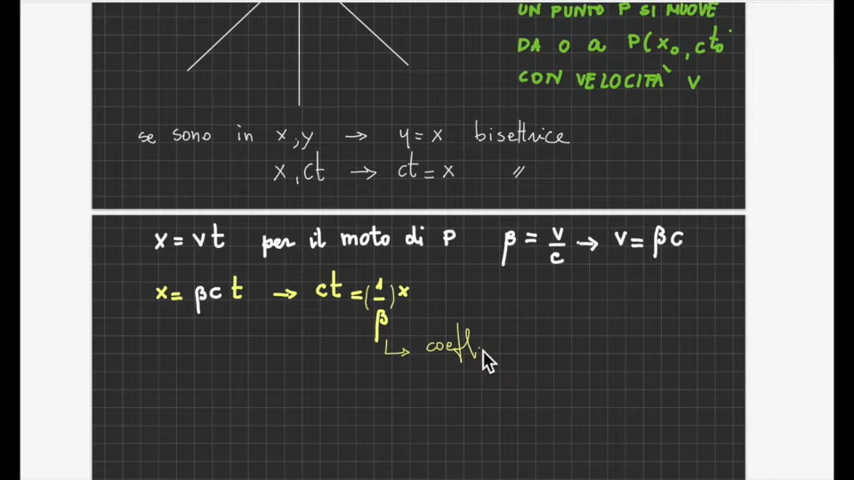 UN PUNTO P SI MUOVE
DA O a P(x₀, ct₀
CON VELOCITÀ V
se sono in x, y → y = x bisettrice
x, ct → ct = x "
x = vt per il moto di P β = v/c → v = βc
x = βc t → ct = (1/β) x
↳ coeff